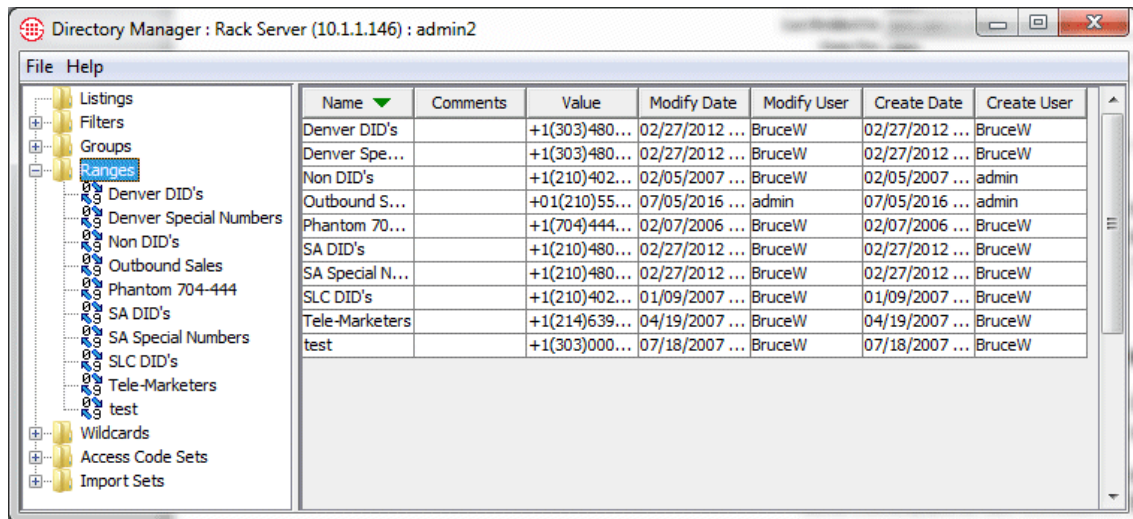 Directory Manager : Rack Server (10.1.1.146) : admin2
File Help
Listings
Filters
Groups
Ranges
Denver DID's
Denver Special Numbers
Non DID's
Outbound Sales
Phantom 704-444
SA DID's
SA Special Numbers
SLC DID's
Tele-Marketers
test
Wildcards
Access Code Sets
Import Sets
Name Comments Value Modify Date Modify User Create Date Create User
Denver DID's +1(303)480... 02/27/2012 ... BruceW 02/27/2012 ... BruceW
Denver Spe... +1(303)480... 02/27/2012 ... BruceW 02/27/2012 ... BruceW
Non DID's +1(210)402... 02/05/2007 ... BruceW 02/05/2007 ... admin
Outbound S... +01(210)55... 07/05/2016 ... admin 07/05/2016 ... admin
Phantom 70... +1(704)444... 02/07/2006 ... BruceW 02/07/2006 ... BruceW
SA DID's +1(210)480... 02/27/2012 ... BruceW 02/27/2012 ... BruceW
SA Special N... +1(210)480... 02/27/2012 ... BruceW 02/27/2012 ... BruceW
SLC DID's +1(210)402... 01/09/2007 ... BruceW 01/09/2007 ... BruceW
Tele-Marketers +1(214)639... 04/19/2007 ... BruceW 04/19/2007 ... BruceW
test +1(303)000... 07/18/2007 ... BruceW 07/18/2007 ... BruceW